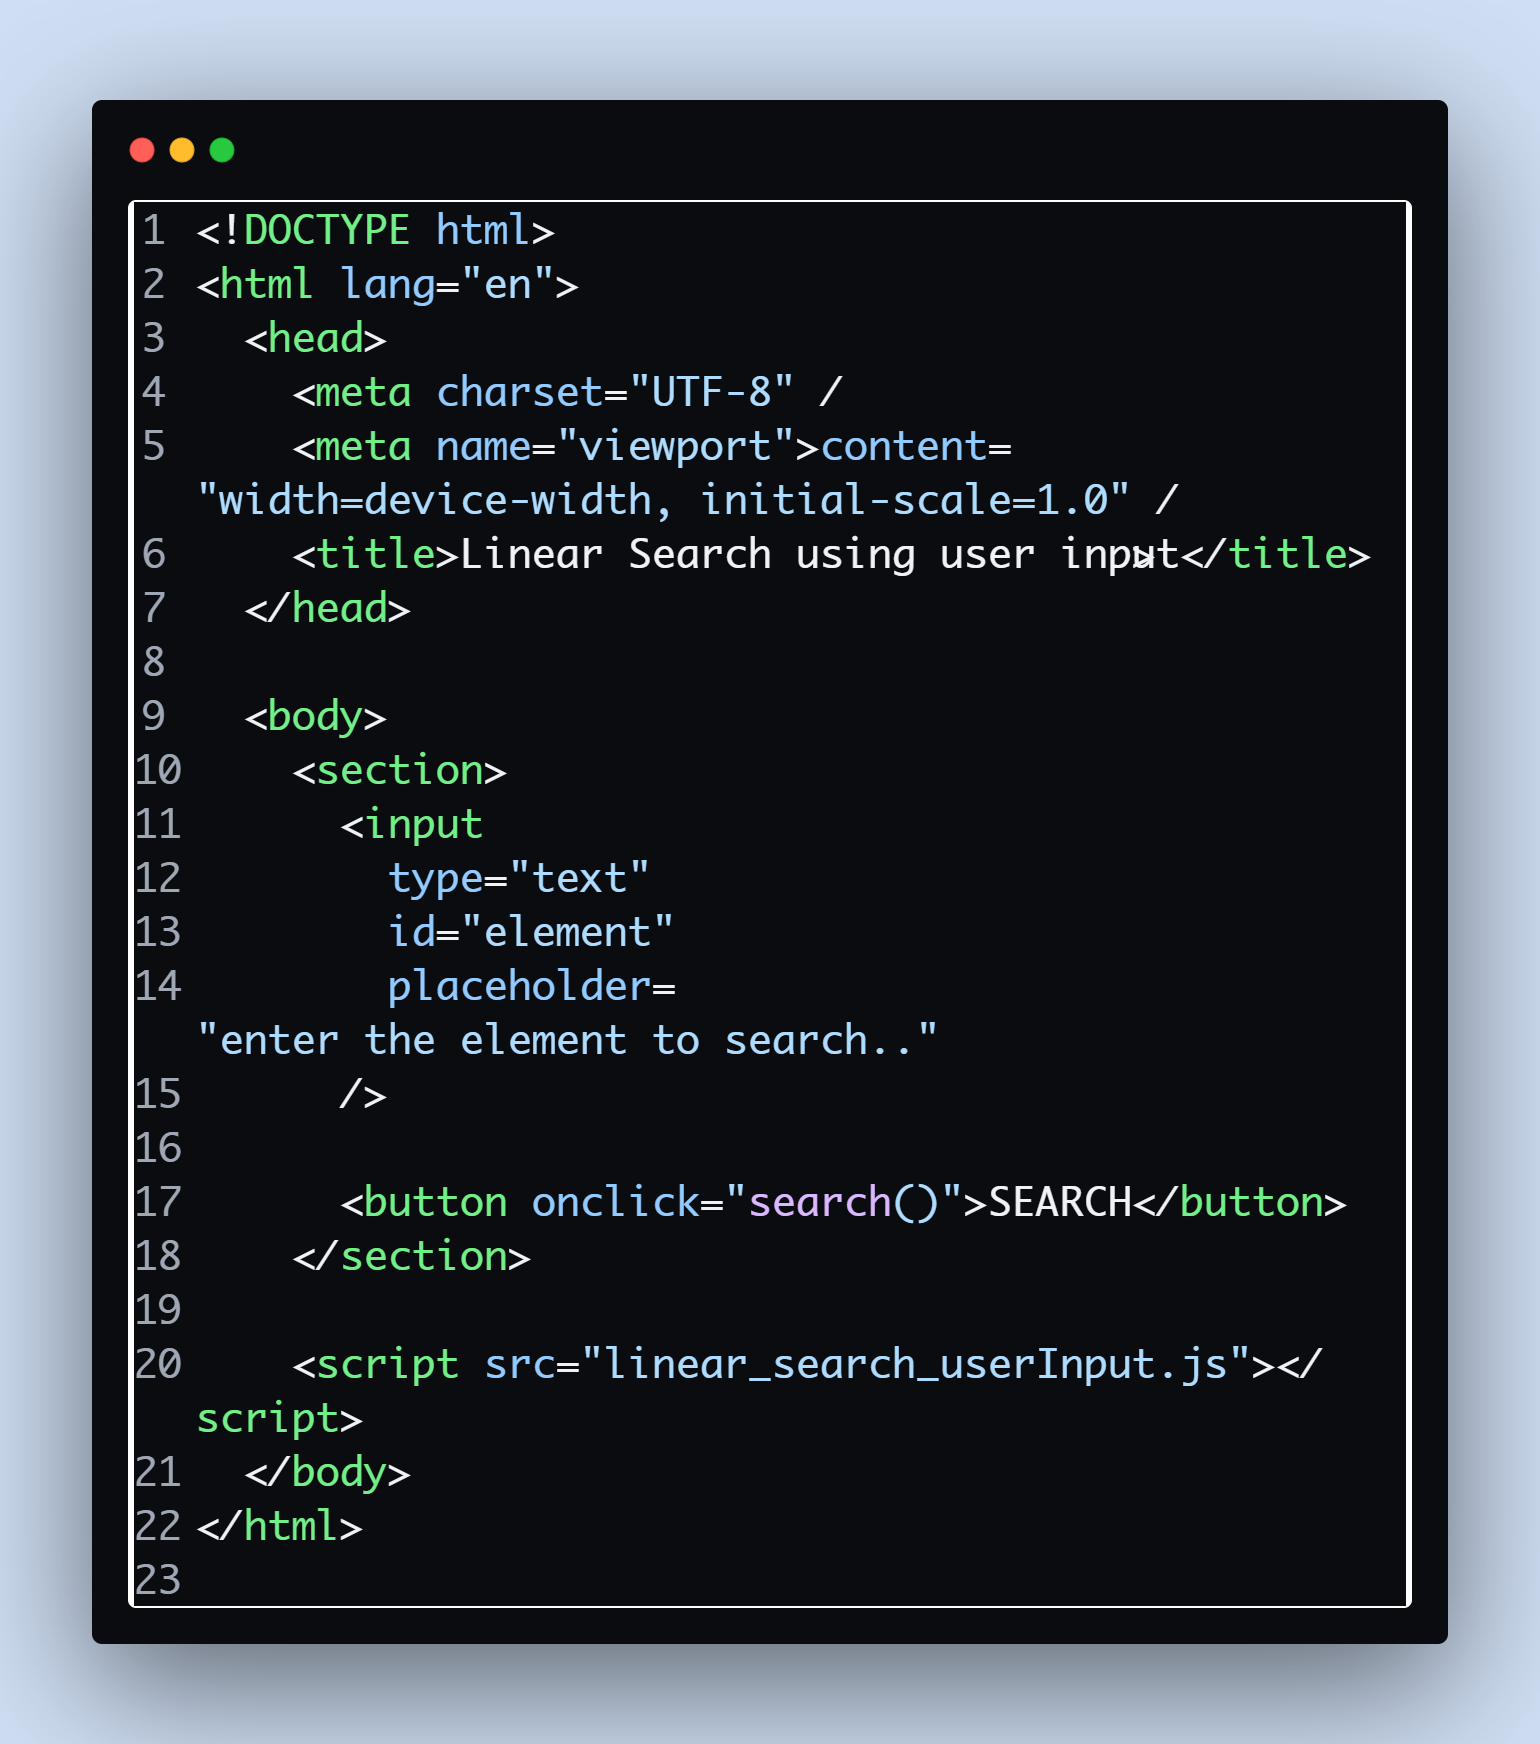 1 <!DOCTYPE html>
2 <html lang="en">
3   <head>
4     <meta charset="UTF-8" /
5     <meta name="viewport">content=
"width=device-width, initial-scale=1.0" /
6     <title>Linear Search using user input</title>
>
7   </head>
8
9   <body>
10     <section>
11       <input
12         type="text"
13         id="element"
14         placeholder=
"enter the element to search.."
15       />
16
17       <button onclick="search()">SEARCH</button>
18     </section>
19
20     <script src="linear_search_userInput.js"></
script>
21   </body>
22 </html>
23